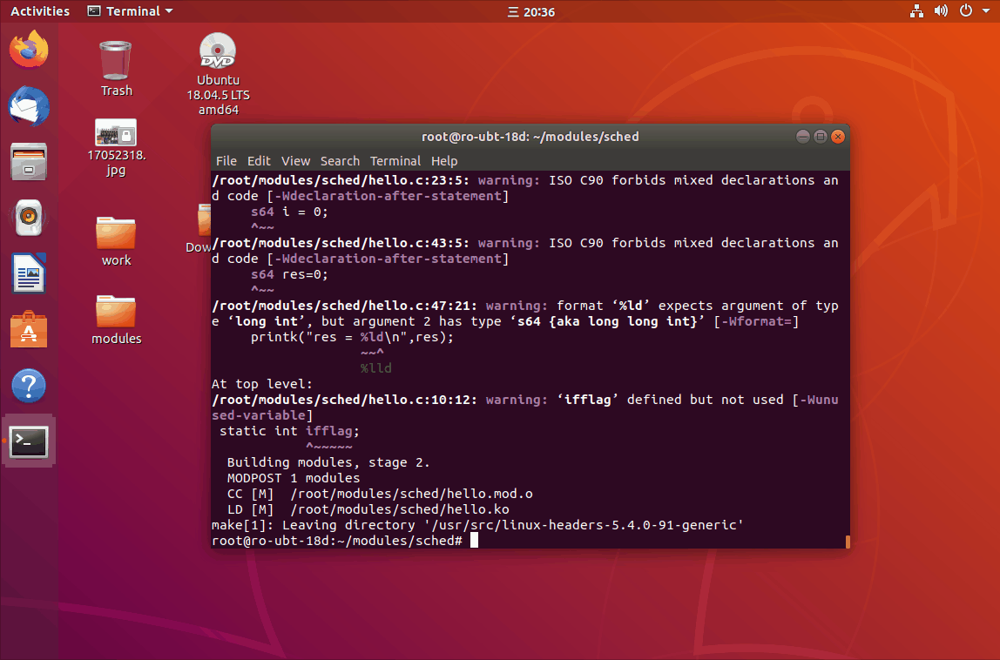 Activities Terminal 三 20:36
Trash
DVD
Ubuntu
18.04.5 LTS
amd64
17052318.
jpg
work
Dow
modules
root@ro-ubt-18d: ~/modules/sched
File Edit View Search Terminal Help
/root/modules/sched/hello.c:23:5: warning: ISO C90 forbids mixed declarations an
d code [-Wdeclaration-after-statement]
s64 i = 0;
^~~
/root/modules/sched/hello.c:43:5: warning: ISO C90 forbids mixed declarations an
d code [-Wdeclaration-after-statement]
s64 res=0;
^~~
/root/modules/sched/hello.c:47:21: warning: format ‘%ld’ expects argument of typ
e ‘long int’, but argument 2 has type ‘s64 {aka long long int}’ [-Wformat=]
printk("res = %ld\n",res);
~~^
%lld
At top level:
/root/modules/sched/hello.c:10:12: warning: ‘ifflag’ defined but not used [-Wunu
sed-variable]
static int ifflag;
^~~~~~
Building modules, stage 2.
MODPOST 1 modules
CC [M]  /root/modules/sched/hello.mod.o
LD [M]  /root/modules/sched/hello.ko
make[1]: Leaving directory '/usr/src/linux-headers-5.4.0-91-generic'
root@ro-ubt-18d:~/modules/sched#